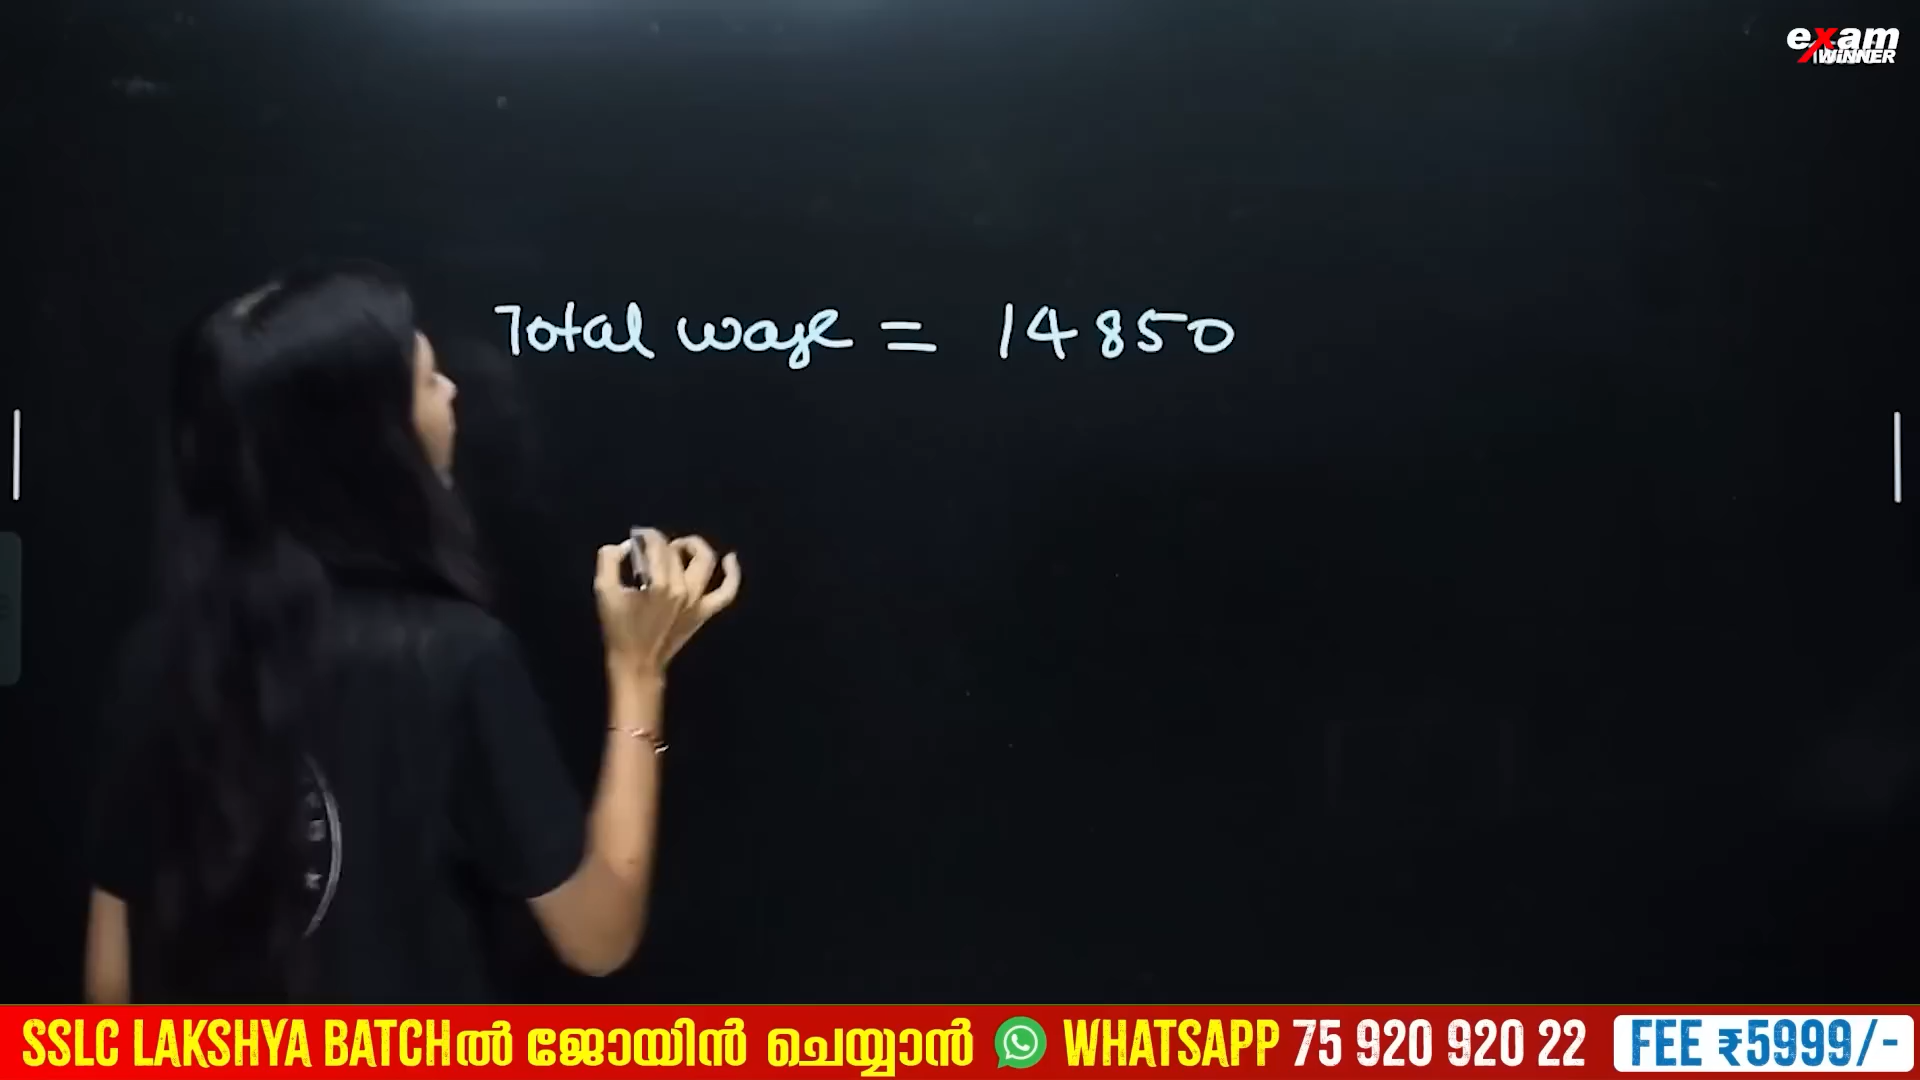 exam
WINNER
Total wage = 14850
SSLC LAKSHYA BATCHൽ ജോയിൻ ചെയ്യാൻ WHATSAPP 75 920 920 22 FEE ₹5999/-